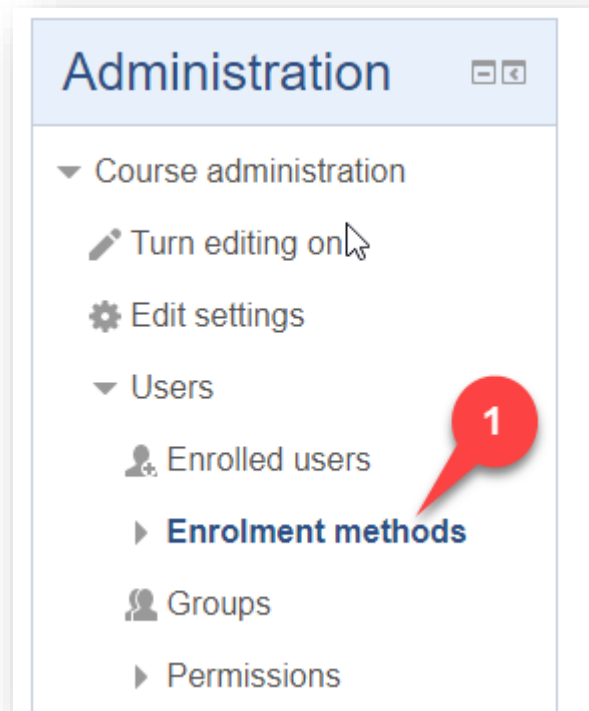 Administration
Course administration
Turn editing on
Edit settings
Users
1
Enrolled users
Enrolment methods
Groups
Permissions